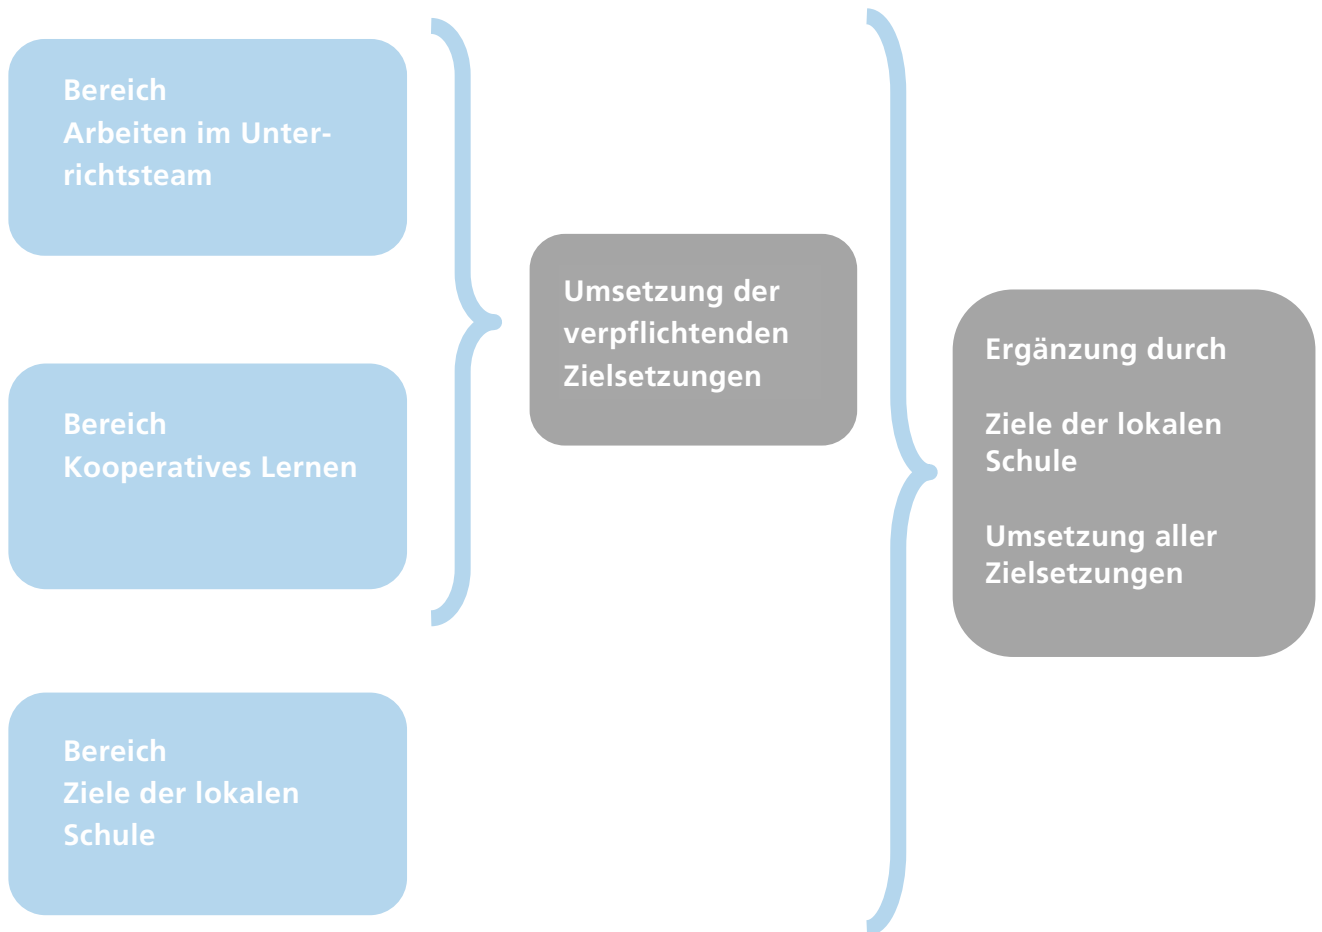 Bereich
Arbeiten im Unter-
richtsteam
Bereich
Kooperatives Lernen
Bereich
Ziele der lokalen
Schule
Umsetzung der
verpflichtenden
Zielsetzungen
Ergänzung durch
Ziele der lokalen
Schule
Umsetzung aller
Zielsetzungen